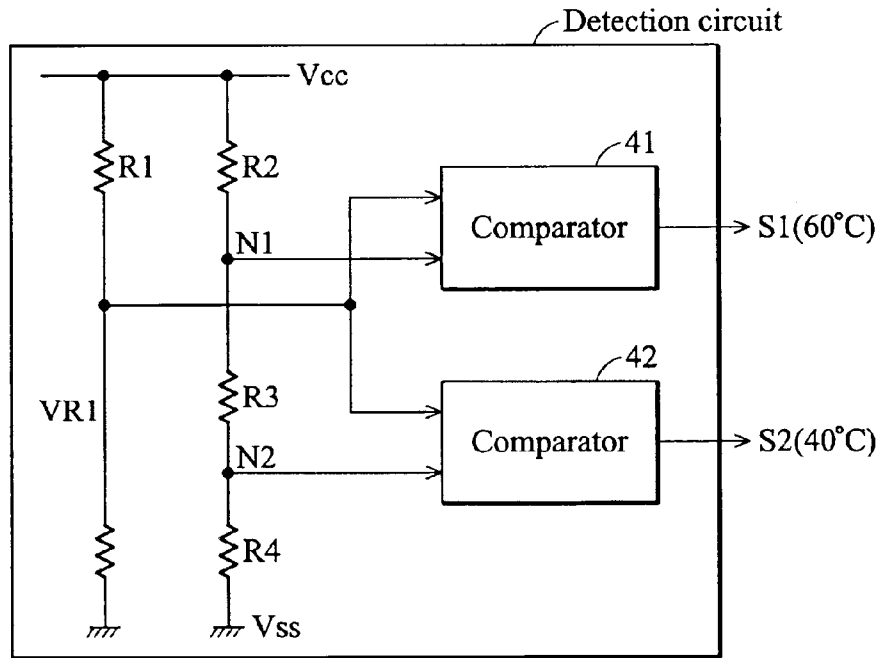 Detection circuit
Vcc
R1
R2
41
Comparator
S1(60°C)
N1
42
VR1
R3
Comparator
S2(40°C)
N2
R4
Vss